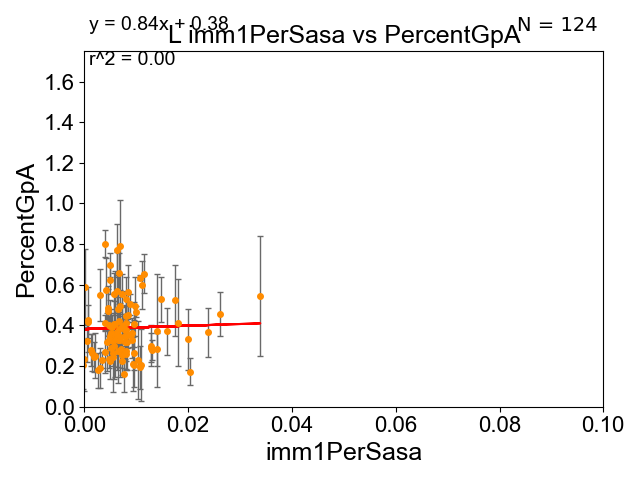 y = 0.84x + 0.38
L imm1PerSasa vs PercentGpA
N = 124
r^2 = 0.00
PercentGpA
1.6
1.4
1.2
1.0
0.8
0.6
0.4
0.2
0.0
0.00 0.02 0.04 0.06 0.08 0.10
imm1PerSasa